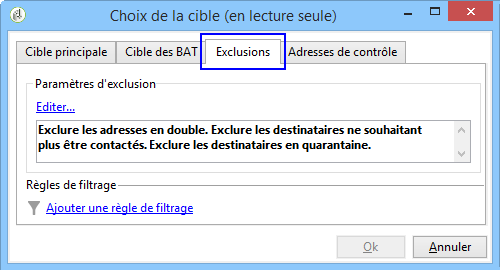 Choix de la cible (en lecture seule)
Cible principale
Cible des BAT
Exclusions
Adresses de contrôle
Paramètres d'exclusion
Editer...
Exclure les adresses en double. Exclure les destinataires ne souhaitant
plus être contactés. Exclure les destinataires en quarantaine.
Règles de filtrage
Ajouter une règle de filtrage
Ok
Annuler